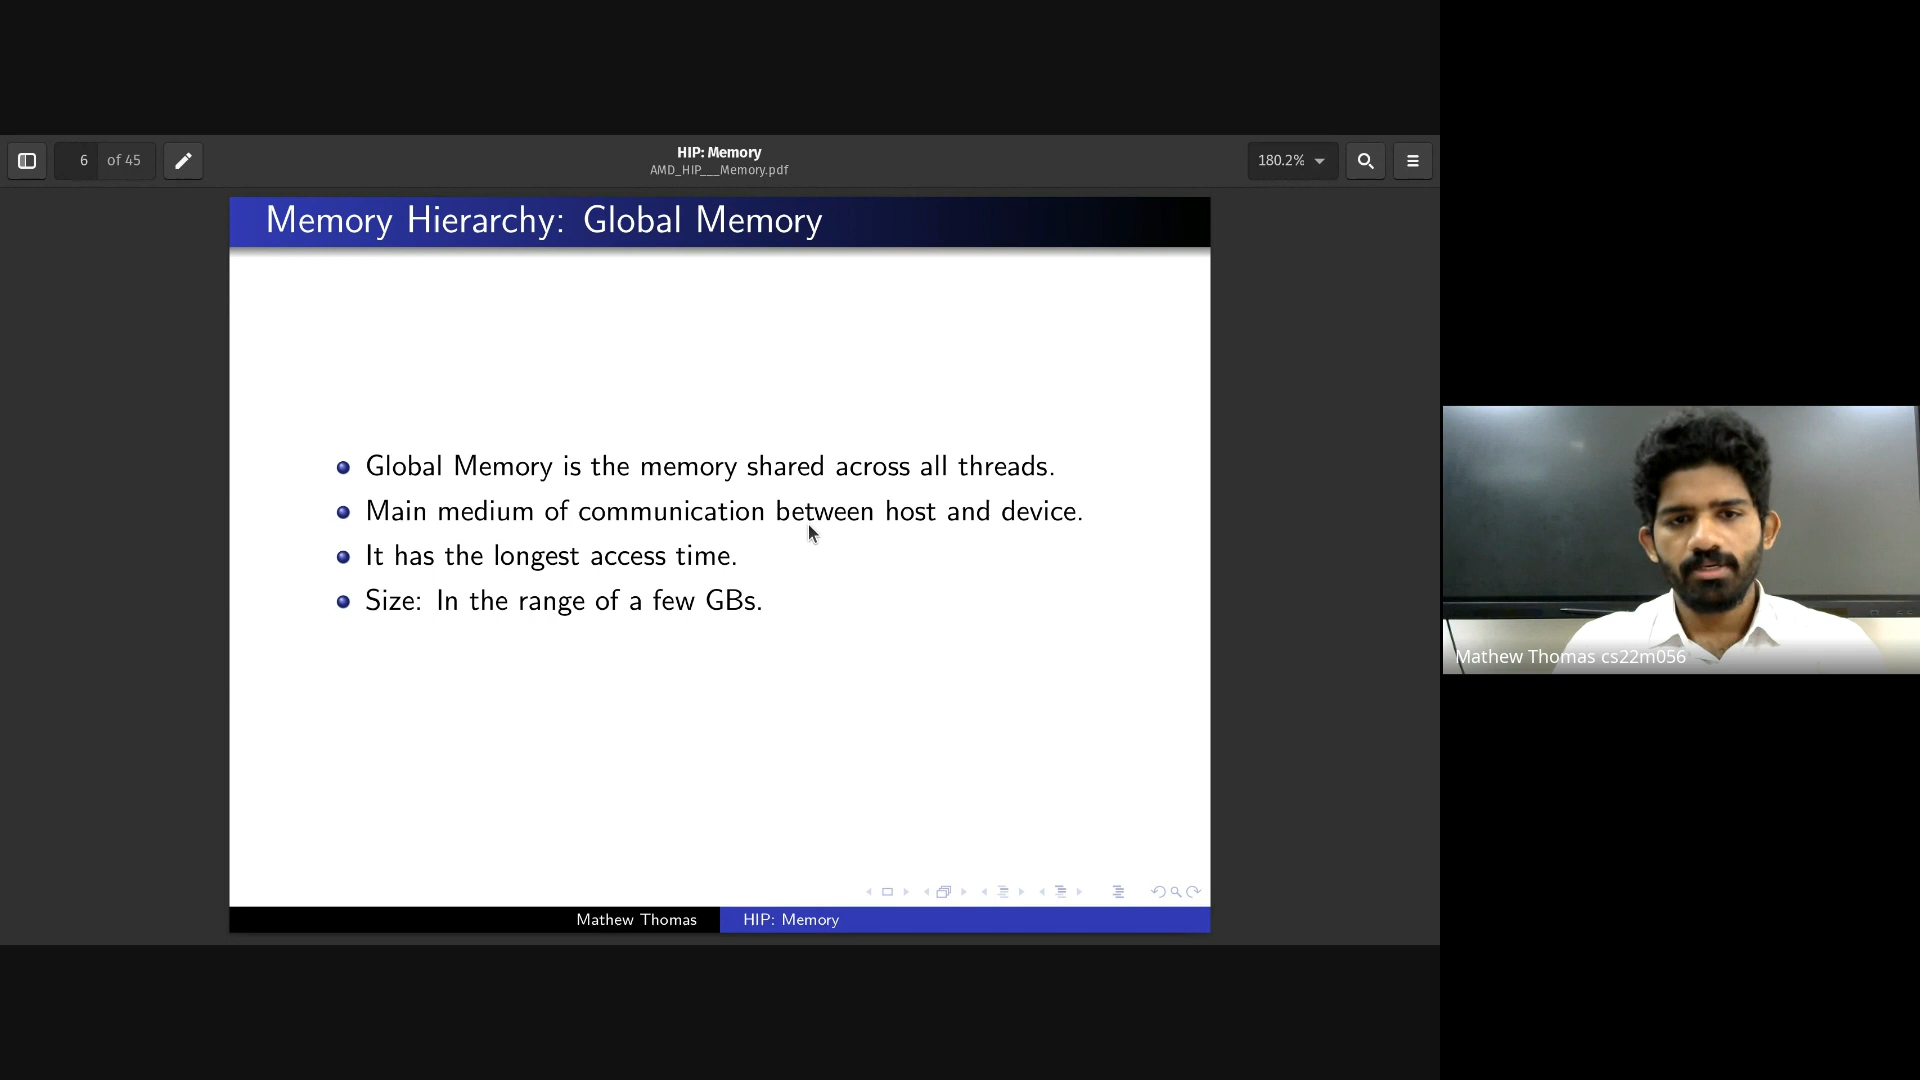 6 of 45
HIP: Memory
AMD_HIP___Memory.pdf
180.2%
Memory Hierarchy: Global Memory
Global Memory is the memory shared across all threads.
Main medium of communication between host and device.
It has the longest access time.
Size: In the range of a few GBs.
Mathew Thomas HIP: Memory
Mathew Thomas cs22m056